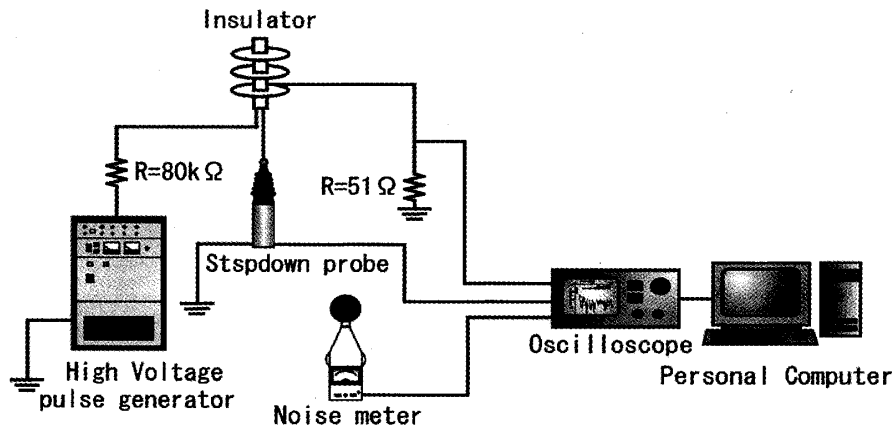 Insulator
R=80kΩ
R=51Ω
Stspdown probe
Oscilloscope
High Voltage
pulse generator
Personal Computer
Noise meter